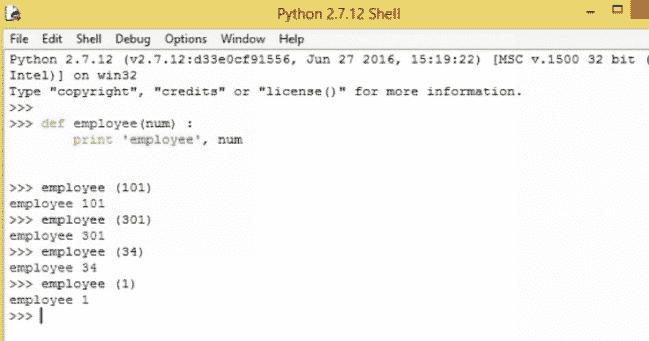 Python 2.7.12 Shell
File Edit Shell Debug Options Window Help
Python 2.7.12 (v2.7.12:d33e0cf91556, Jun 27 2016, 15:19:22) [MSC v.1500 32 bit (
Intel)] on win32
Type "copyright", "credits" or "license()" for more information.
>>>
>>> def employee(num) :
        print 'employee', num
>>> employee (101)
employee 101
>>> employee (301)
employee 301
>>> employee (34)
employee 34
>>> employee (1)
employee 1
>>>